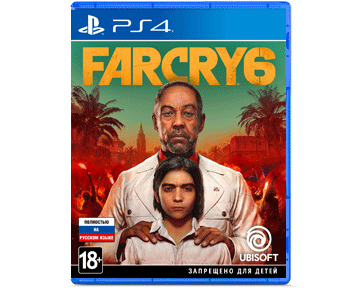 PS4
FARCRY6
ПОЛНОСТЬЮ
НА
РУССКОМ ЯЗЫКЕ
UBISOFT
18+
ЗАПРЕЩЕНО ДЛЯ ДЕТЕЙ